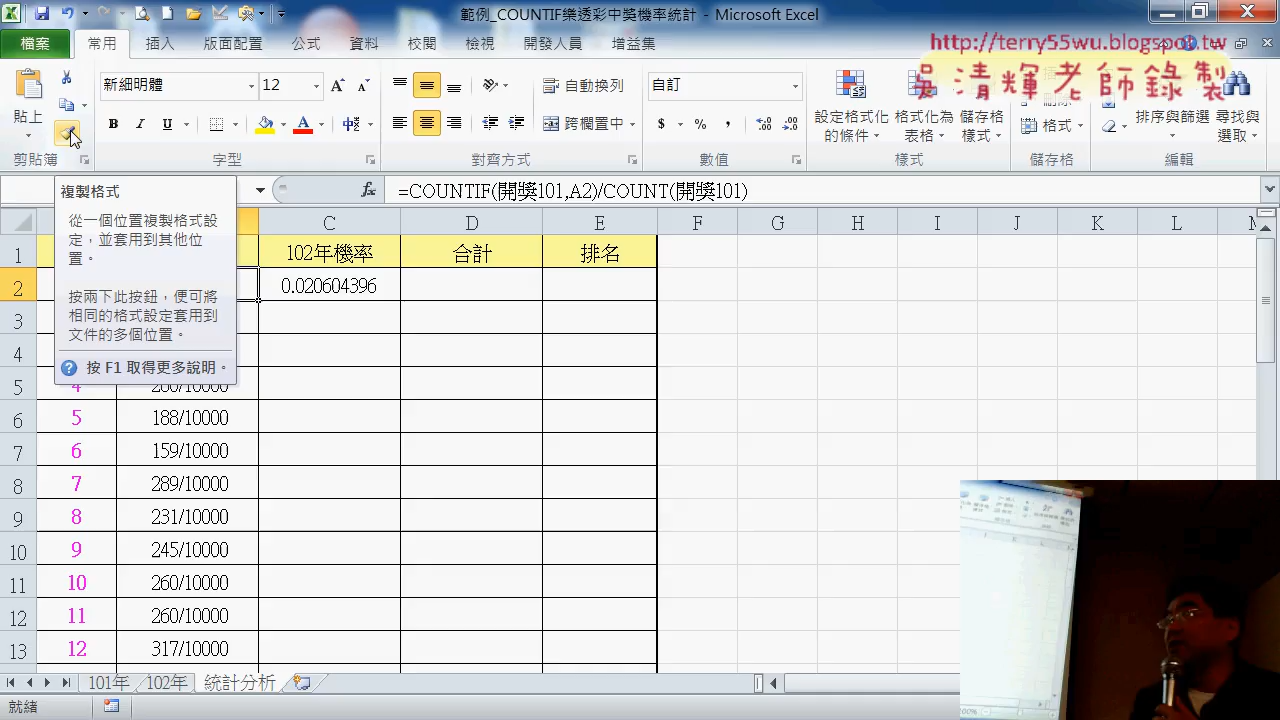 範例_COUNTIF樂透彩中獎機率統計 - Microsoft Excel
檔案 常用 插入 版面配置 公式 資料 校閱 檢視 開發人員 增益集
http://terry55wu.blogspot.tw
吳清輝老師錄製
貼上
新細明體 12
B I U A
自動換列
跨欄置中
自訂
$ % ,
設定格式化的條件
格式化為表格
儲存格樣式
格式
排序與篩選
尋找與選取
剪貼簿 字型 對齊方式 數值 樣式 儲存格 編輯
fx =COUNTIF(開獎101,A2)/COUNT(開獎101)
複製格式
從一個位置複製格式設
定，並套用到其他位
置。
按兩下此按鈕，便可將
相同的格式設定套用到
文件的多個位置。
按 F1 取得更多說明。
C D E F G H I J K L M
1 102年機率 合計 排名
2 0.020604396
3
4
5
6 5 188/10000
7 6 159/10000
8 7 289/10000
9 8 231/10000
10 9 245/10000
11 10 260/10000
12 11 260/10000
13 12 317/10000
101年 102年 統計分析
就緒